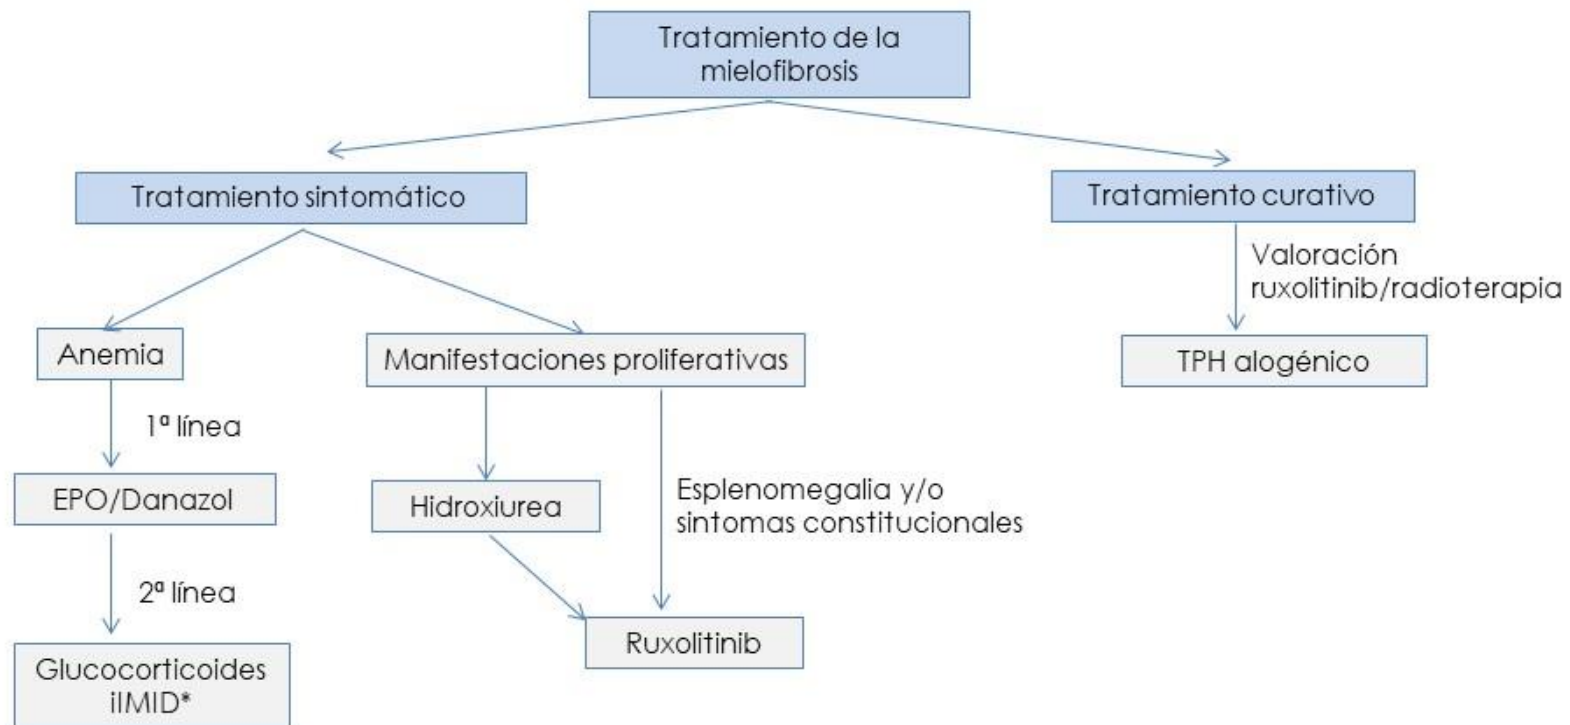 Tratamiento de la
mielofibrosis
Tratamiento sintomático
Tratamiento curativo
Valoración
ruxolitinib/radioterapia
Anemia
Manifestaciones proliferativas
TPH alogénico
1ª línea
EPO/Danazol
Hidroxiurea
Esplenomegalia y/o
sintomas constitucionales
2ª línea
Ruxolitinib
Glucocorticoides
iIMID*